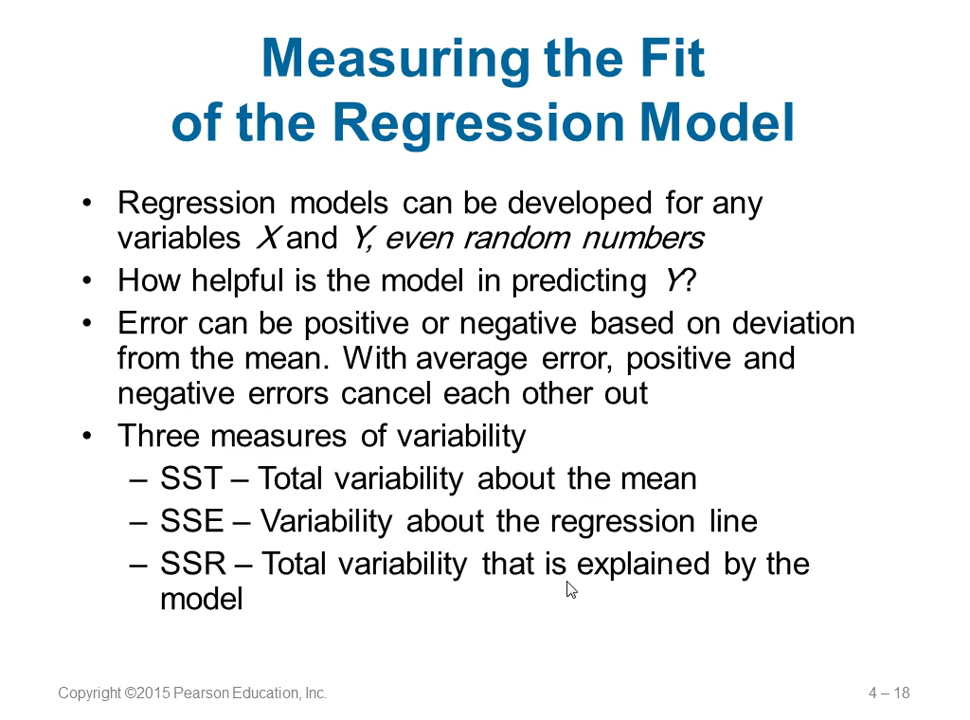 Measuring the Fit
of the Regression Model
• Regression models can be developed for any
variables X and Y, even random numbers
• How helpful is the model in predicting Y?
• Error can be positive or negative based on deviation
from the mean. With average error, positive and
negative errors cancel each other out
• Three measures of variability
– SST – Total variability about the mean
– SSE – Variability about the regression line
– SSR – Total variability that is explained by the
model
Copyright ©2015 Pearson Education, Inc.
4 – 18